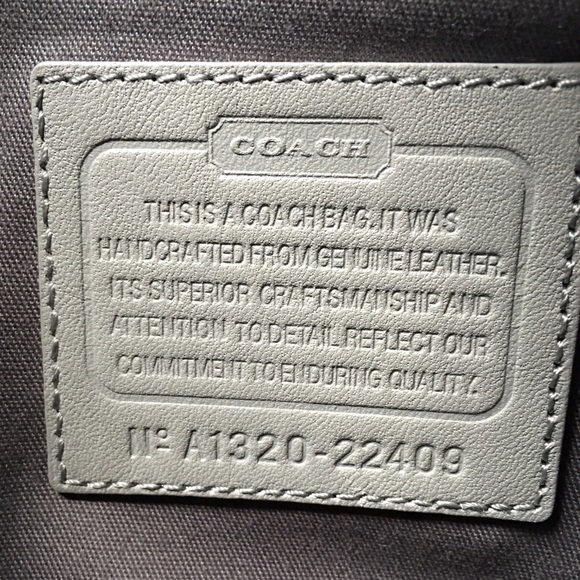 COACH
THIS IS A COACH BAG. IT WAS
HANDCRAFTED FROM GENUINE LEATHER.
ITS SUPERIOR CRAFTSMANSHIP AND
ATTENTION TO DETAIL REFLECT OUR
COMMITMENT TO ENDURING QUALITY.
Nº A1320-22409